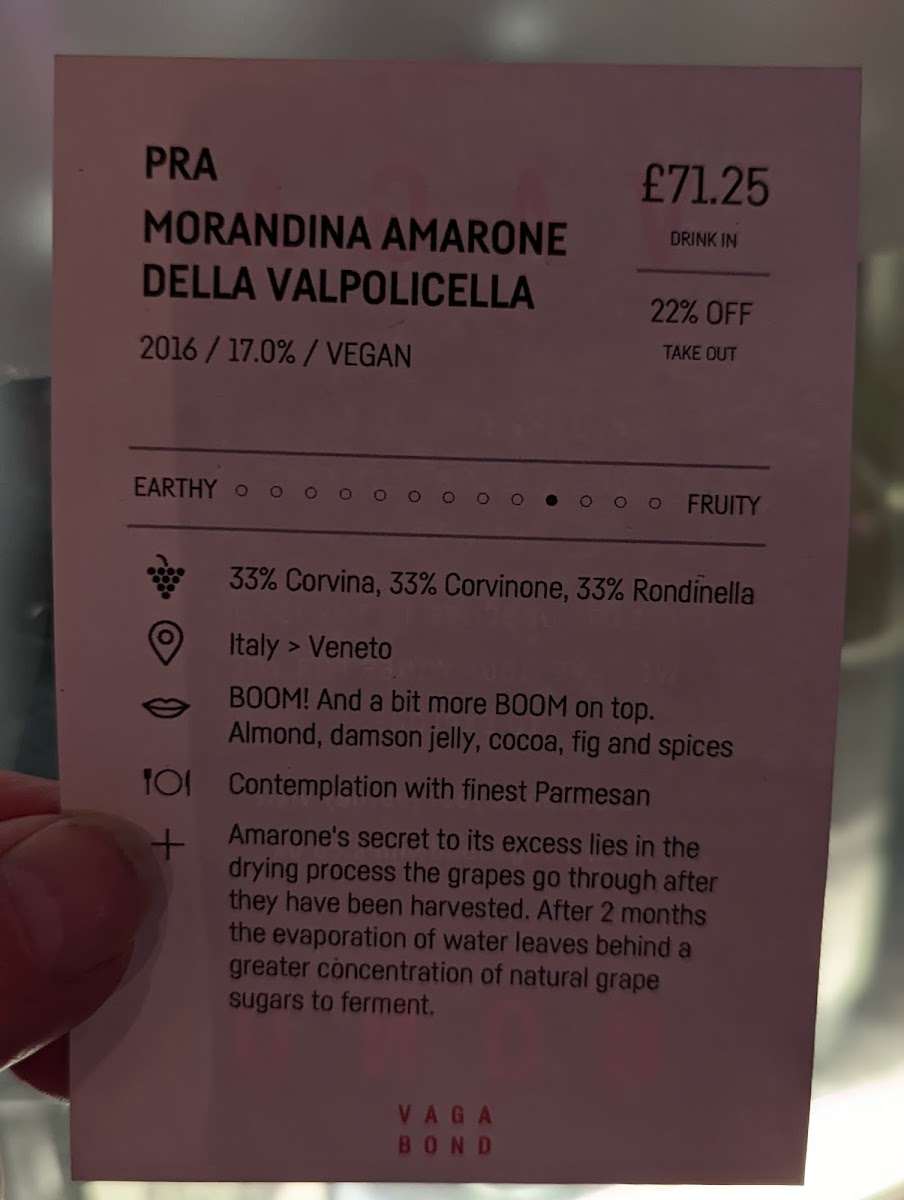 PRA
MORANDINA AMARONE
DELLA VALPOLICELLA
2016 / 17.0% / VEGAN
£71.25
DRINK IN
22% OFF
TAKE OUT
EARTHY FRUITY
33% Corvina, 33% Corvinone, 33% Rondinella
Italy > Veneto
BOOM! And a bit more BOOM on top.
Almond, damson jelly, cocoa, fig and spices
Contemplation with finest Parmesan
Amarone's secret to its excess lies in the
drying process the grapes go through after
they have been harvested. After 2 months
the evaporation of water leaves behind a
greater concentration of natural grape
sugars to ferment.
VAGA
BOND